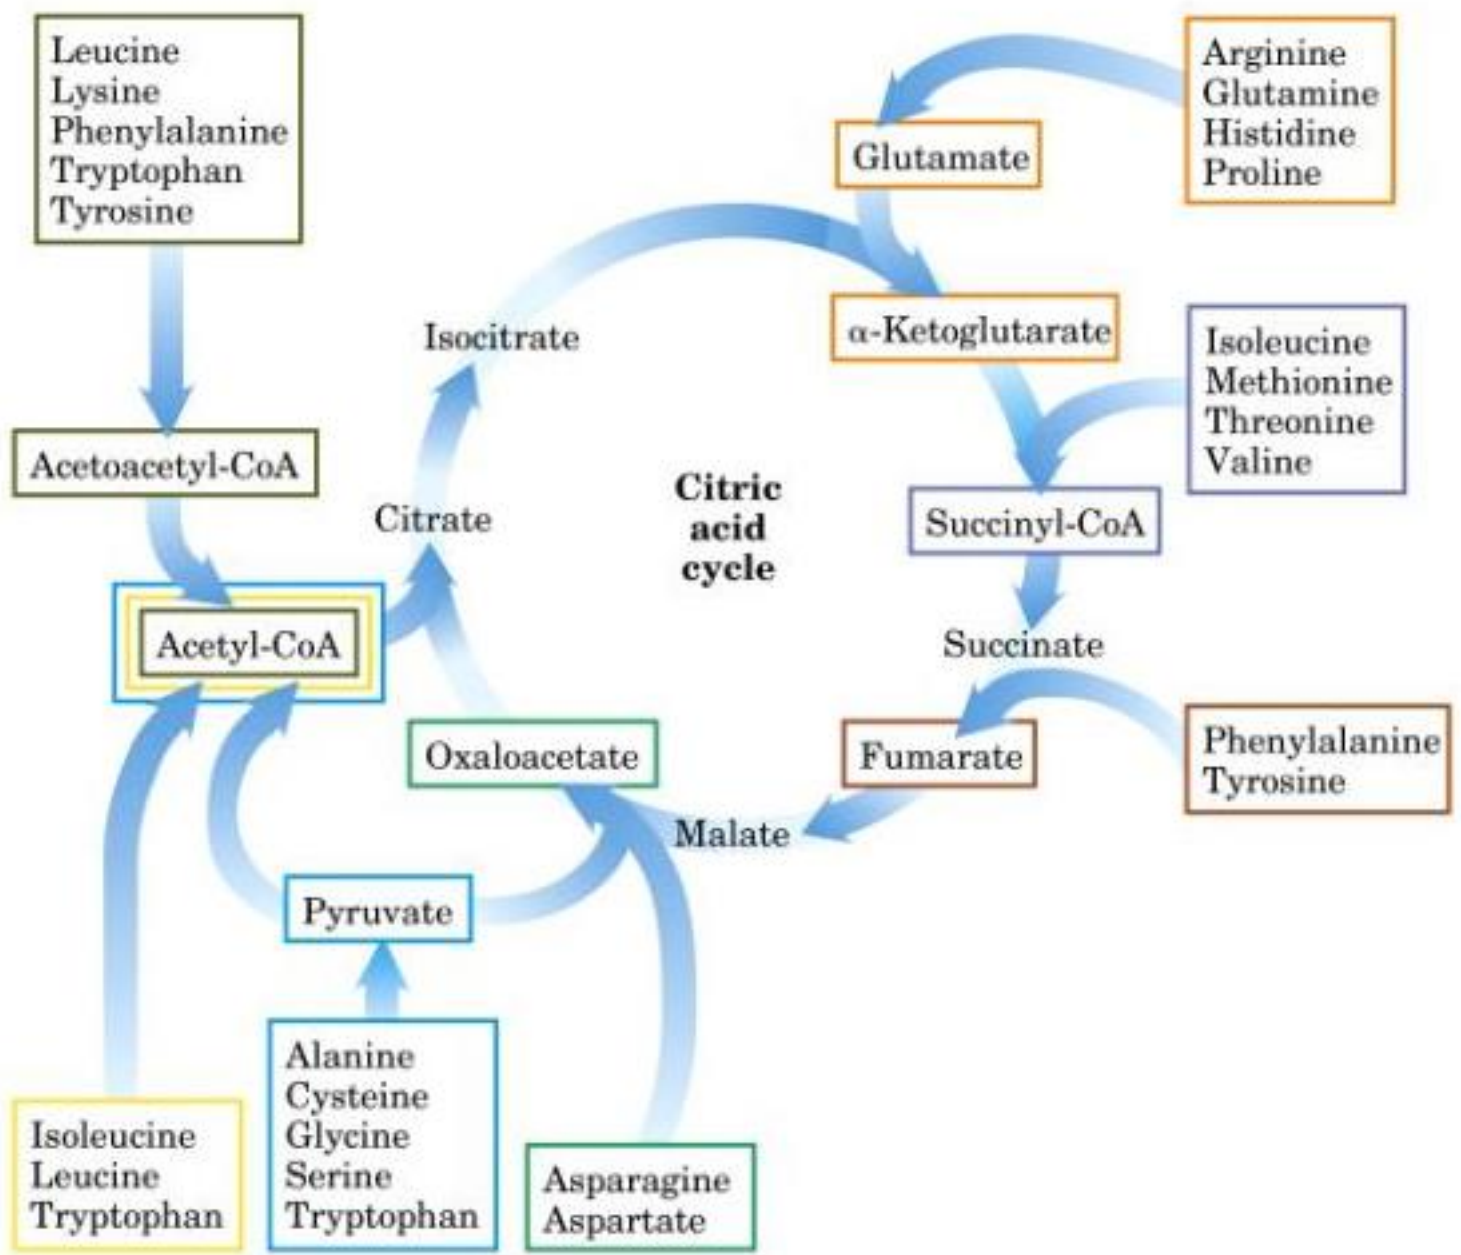 Leucine
Lysine
Phenylalanine
Tryptophan
Tyrosine
Arginine
Glutamine
Histidine
Proline
Glutamate
Isocitrate
α-Ketoglutarate
Isoleucine
Methionine
Threonine
Valine
Acetoacetyl-CoA
Citrate
Citric
acid
cycle
Succinyl-CoA
Acetyl-CoA
Succinate
Oxaloacetate
Fumarate
Phenylalanine
Tyrosine
Malate
Pyruvate
Isoleucine
Leucine
Tryptophan
Alanine
Cysteine
Glycine
Serine
Tryptophan
Asparagine
Aspartate